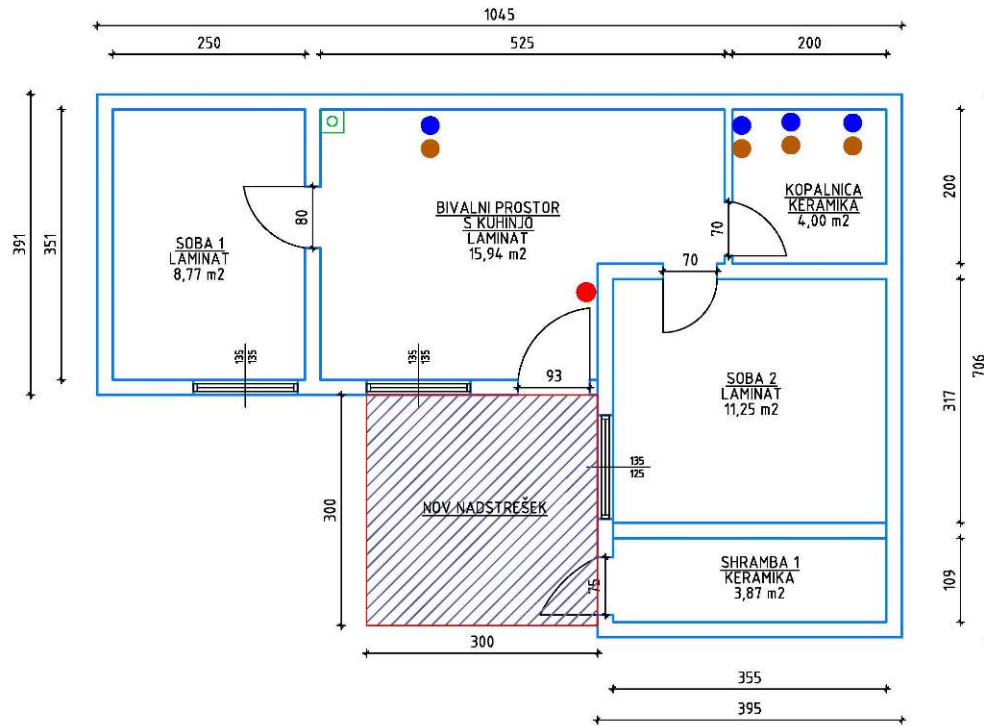 1045
250
525
200
391
351
80
SOBA 1
LAMINAT
8,77 m2
BIVALNI PROSTOR
S KUHINJO
LAMINAT
15,94 m2
70
KOPALNICA
KERAMIKA
4,00 m2
200
70
135
135
135
135
93
SOBA 2
LAMINAT
11,25 m2
317
706
135
125
300
NOV NADSTREŠEK
75
SHRAMBA 1
KERAMIKA
3,87 m2
109
300
355
395